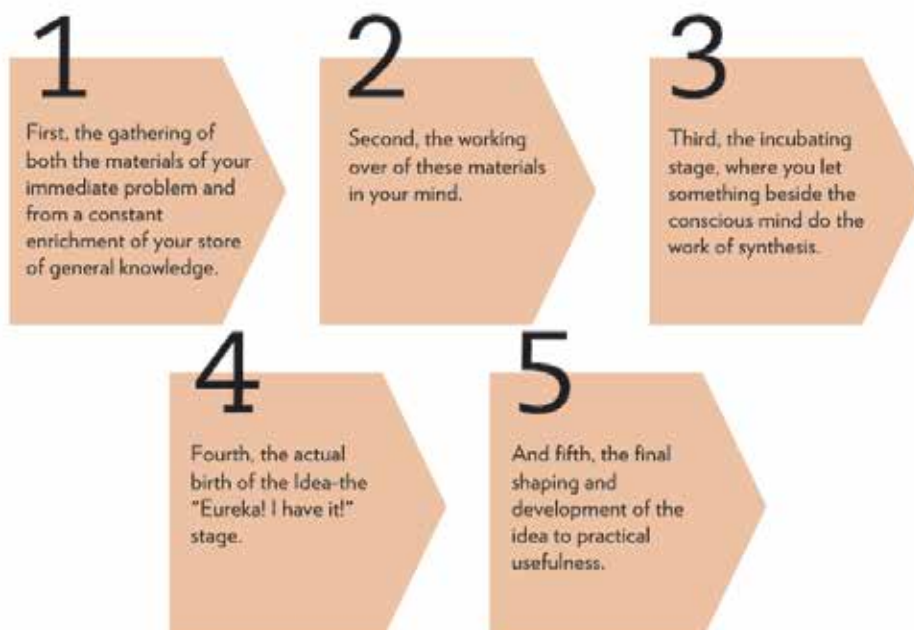 1
First, the gathering of
both the materials of your
immediate problem and
from a constant
enrichment of your store
of general knowledge.
2
Second, the working
over of these materials
in your mind.
3
Third, the incubating
stage, where you let
something beside the
conscious mind do the
work of synthesis.
4
Fourth, the actual
birth of the Idea-the
"Eureka! I have it!"
stage.
5
And fifth, the final
shaping and
development of the
idea to practical
usefulness.